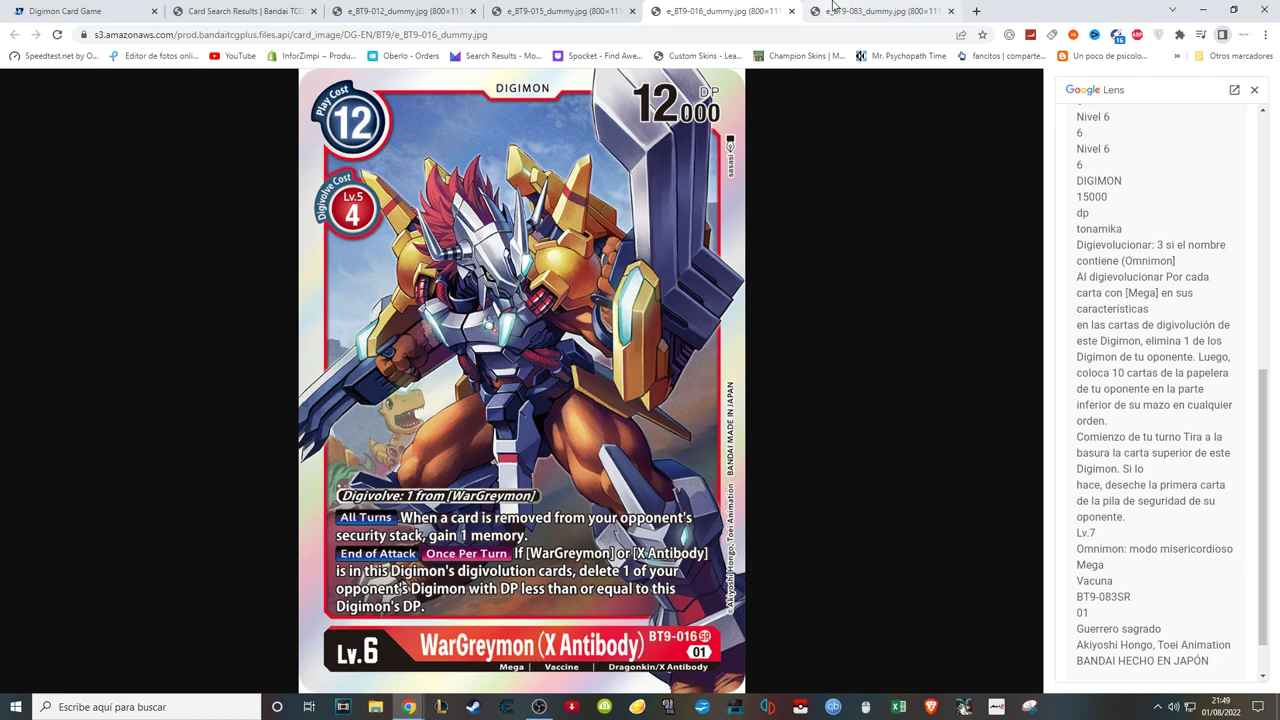 Digimon Card Game
Card Search Results | Bandai TCG
e_BT9-012_dummy.jpg (800×111
e_BT9-015_dummy.jpg (800×111
e_BT9-016_dummy.jpg (800×111
e_BT9-083_dummy.jpg (800×111
s3.amazonaws.com/prod.bandaitcgplus.files.api/card_image/DG-EN/BT9/e_BT9-016_dummy.jpg
Speedtest.net by O...
Editor de fotos onli...
YouTube
InforZimpi | Produc...
Oberlo - Orders
Search Results - Mo...
Spocket - Find Awe...
Custom Skins - Lea...
Champion Skins | M...
Mr. Psychopath Time
fancitos | comparte...
Un poco de psicolo...
»
Otros marcadores
Play Cost
12
Digivolve Cost
Lv.5
4
DIGIMON
DP
12000
sasasi
Digivolve: 1 from [WarGreymon]
All Turns When a card is removed from your opponent's
security stack, gain 1 memory.
End of Attack Once Per Turn If [WarGreymon] or [X Antibody]
is in this Digimon's digivolution cards, delete 1 of your
opponent's Digimon with DP less than or equal to this
Digimon's DP.
©Akiyoshi Hongo, Toei Animation BANDAI MADE IN JAPAN
Lv.6
WarGreymon (X Antibody)
BT9-016 SR
01
Mega | Vaccine | Dragonkin/X Antibody
Google Lens
Nivel 6
6
Nivel 6
6
DIGIMON
15000
dp
tonamika
Digievolucionar: 3 si el nombre
contiene (Omnimon]
Al digievolucionar Por cada
carta con [Mega] en sus
características
en las cartas de digivolución de
este Digimon, elimina 1 de los
Digimon de tu oponente. Luego,
coloca 10 cartas de la papelera
de tu oponente en la parte
inferior de su mazo en cualquier
orden.
Comienzo de tu turno Tira a la
basura la carta superior de este
Digimon. Si lo
hace, deseche la primera carta
de la pila de seguridad de su
oponente.
Lv.7
Omnimon: modo misericordioso
Mega
Vacuna
BT9-083SR
01
Guerrero sagrado
Akiyoshi Hongo, Toei Animation
BANDAI HECHO EN JAPÓN
Escribe aquí para buscar
21:49
01/08/2022